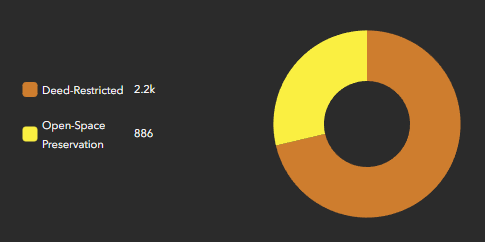 Deed-Restricted 2.2k
Open-Space
Preservation
886